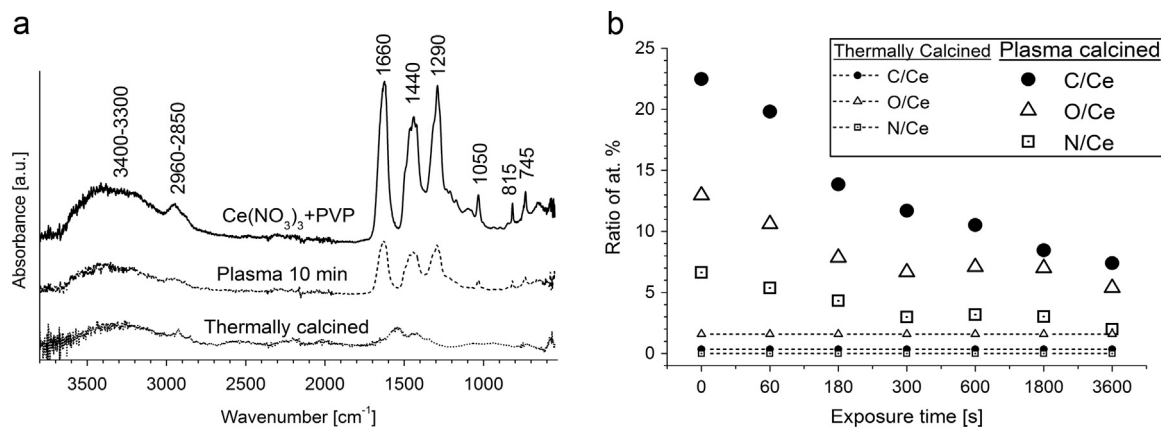 a
3400-3300
2960-2850
1660
1440
1290
1050
815
745
Ce(NO3)3+PVP
Plasma 10 min
Thermally calcined
Absorbance [a.u.]
3500 3000 2500 2000 1500 1000
Wavenumber [cm-1]
b
Thermally Calcined
C/Ce
O/Ce
N/Ce
Plasma calcined
C/Ce
O/Ce
N/Ce
Ratio of at. %
25
20
15
10
5
0
0 60 180 300 600 1800 3600
Exposure time [s]